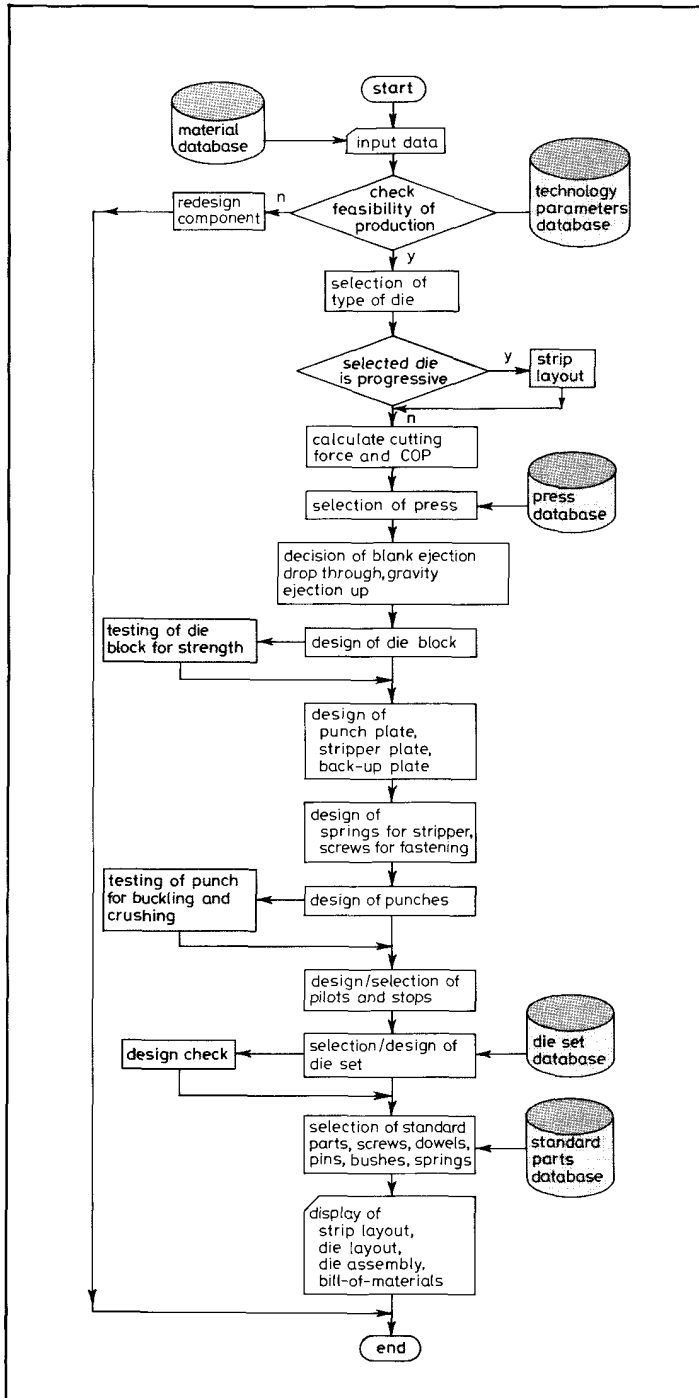 start
material
database
input data
check
feasibility of
production
technology
parameters
database
n
redesign
component
y
selection of
type of die
selected die
is progressive
y
strip
layout
n
calculate cutting
force and COP
selection of press
press
database
decision of blank ejection
drop through, gravity
ejection up
testing of die
block for strength
design of die block
design of
punch plate,
stripper plate,
back-up plate
design of
springs for stripper,
screws for fastening
testing of punch
for buckling and
crushing
design of punches
design/selection of
pilots and stops
design check
selection/design of
die set
die set
database
selection of standard
parts, screws, dowels,
pins, bushes, springs
standard
parts
database
display of
strip layout,
die layout,
die assembly,
bill-of-materials
end